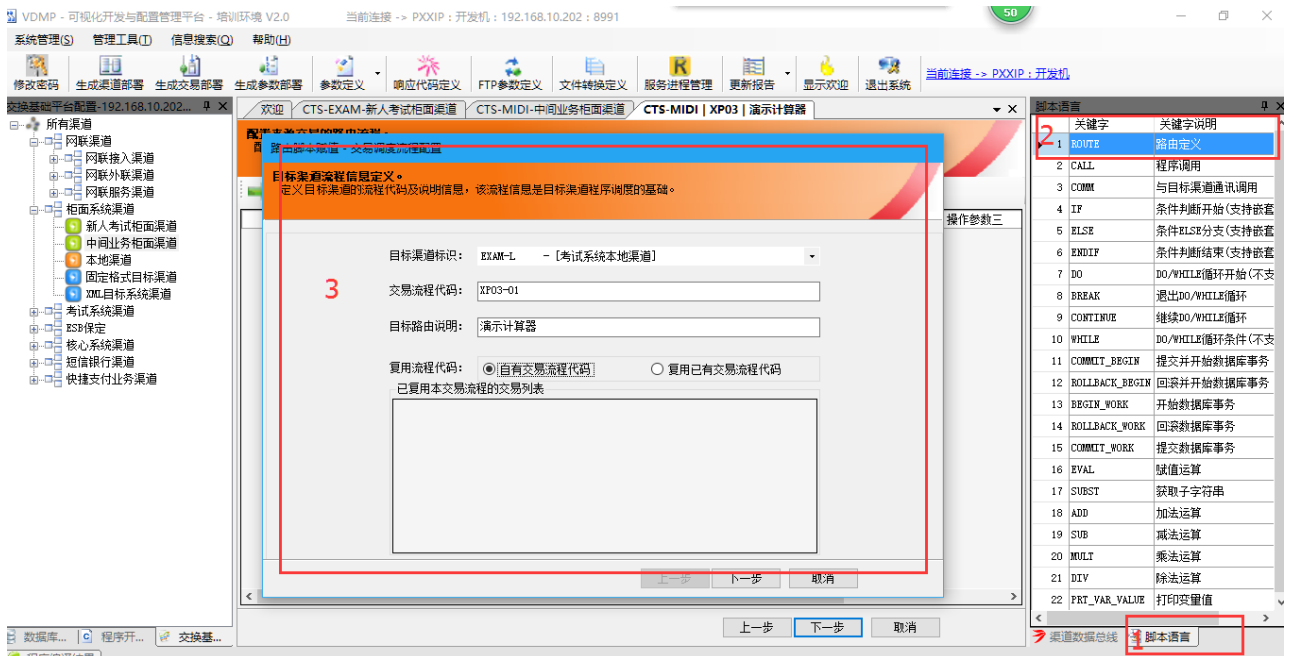 VDMP - 可视化开发与配置管理平台 - 培训环境 V2.0 当前连接 -> PXXIP : 开发机 : 192.168.10.202 : 8991
50
系统管理(S) 管理工具(T) 信息搜索(Q) 帮助(H)
修改密码 生成渠道部署 生成交易部署 生成参数部署 参数定义 响应代码定义 FTP参数定义 文件转换定义 服务进程管理 更新报告 显示欢迎 退出系统 当前连接 -> PXXIP : 开发机
交换基础平台配置-192.168.10.202...
欢迎 CTS-EXAM-新人考试柜面渠道 CTS-MIDI-中间业务柜面渠道 CTS-MIDI | XP03 | 演示计算器
脚本语言
所有渠道
网联渠道
网联接入渠道
网联外联渠道
网联服务渠道
柜面系统渠道
新人考试柜面渠道
中间业务柜面渠道
本地渠道
固定格式目标渠道
XML目标系统渠道
考试系统渠道
ESB保定
核心系统渠道
短信银行渠道
快捷支付业务渠道
路由脚本赋值 - 交易调度流程配置
目标渠道流程信息定义。
定义目标渠道的流程代码及说明信息，该流程信息是目标渠道程序调度的基础。
操作参数三
3
目标渠道标识: EXAM-L - [考试系统本地渠道]
交易流程代码: XP03-01
目标路由说明: 演示计算器
复用流程代码: 自有交易流程代码 复用已有交易流程代码
已复用本交易流程的交易列表
上一步 下一步 取消
上一步 下一步 取消
关键字 关键字说明
2
1 ROUTE 路由定义
2 CALL 程序调用
3 COMM 与目标渠道通讯调用
4 IF 条件判断开始(支持嵌套
5 ELSE 条件ELSE分支(支持嵌套
6 ENDIF 条件判断结束(支持嵌套
7 DO DO/WHILE循环开始(不支
8 BREAK 退出DO/WHILE循环
9 CONTINUE 继续DO/WHILE循环
10 WHILE DO/WHILE循环条件(不支
11 COMMIT_BEGIN 提交并开始数据库事务
12 ROLLBACK_BEGIN 回滚并开始数据库事务
13 BEGIN_WORK 开始数据库事务
14 ROLLBACK_WORK 回滚数据库事务
15 COMMIT_WORK 提交数据库事务
16 EVAL 赋值运算
17 SUBST 获取子字符串
18 ADD 加法运算
19 SUB 减法运算
20 MULT 乘法运算
21 DIV 除法运算
22 PRT_VAR_VALUE 打印变量值
数据库... 程序开... 交换基...
渠道数据总线 1 脚本语言